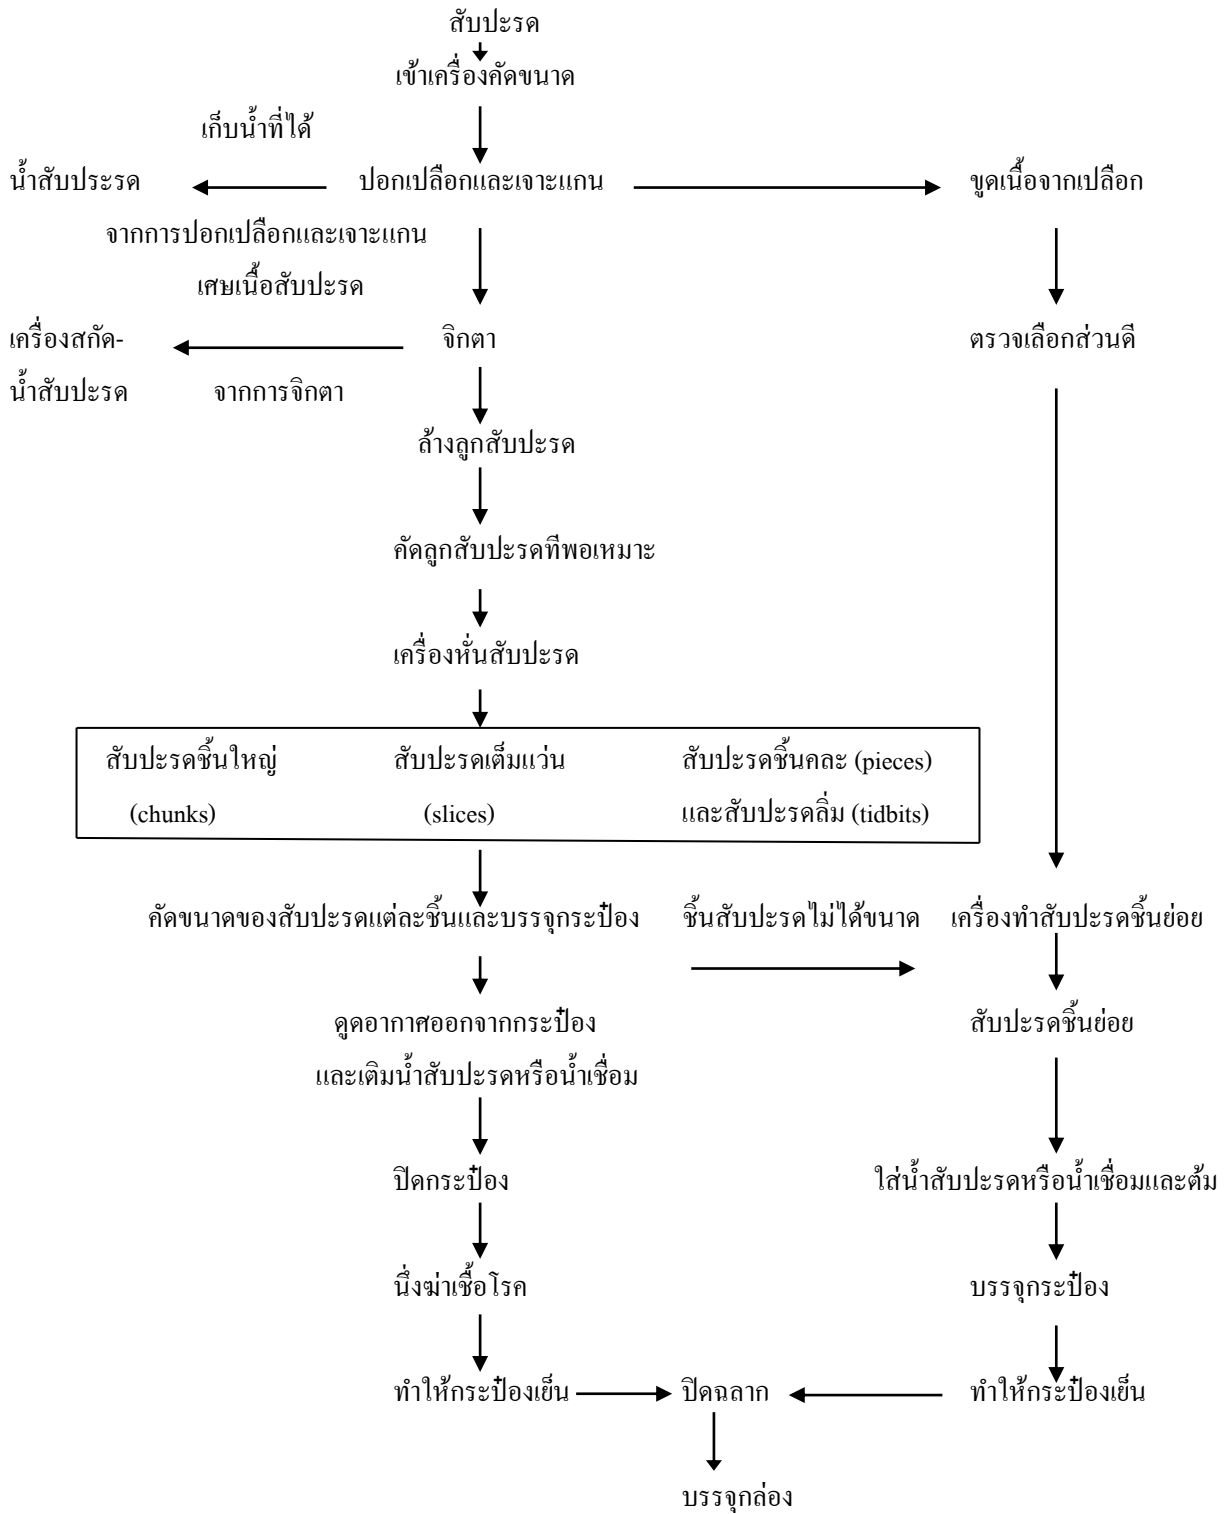 สับปะรด
เข้าเครื่องคัดขนาด
เก็บน้ำที่ได้
น้ำสับประรด ปอกเปลือกและเจาะแกน ขูดเนื้อจากเปลือก
จากการปอกเปลือกและเจาะแกน
เศษเนื้อสับปะรด
เครื่องสกัด- จิกตา ตรวจเลือกส่วนดี
น้ำสับปะรด จากการจิกตา
ล้างลูกสับปะรด
คัดลูกสับปะรดทีพอเหมาะ
เครื่องหั่นสับปะรด
สับปะรดชิ้นใหญ่ สับปะรดเต็มแว่น สับปะรดชิ้นคละ (pieces)
(chunks) (slices) และสับปะรดลิ่ม (tidbits)
คัดขนาดของสับปะรดแต่ละชิ้นและบรรจุกระป๋อง ชิ้นสับปะรดไม่ได้ขนาด เครื่องทำสับปะรดชิ้นย่อย
ดูดอากาศออกจากกระป๋อง สับปะรดชิ้นย่อย
และเติมน้ำสับปะรดหรือน้ำเชื่อม
ปิดกระป๋อง ใส่น้ำสับปะรดหรือน้ำเชื่อมและต้ม
นึ่งฆ่าเชื้อโรค บรรจุกระป๋อง
ทำให้กระป๋องเย็น ปิดฉลาก ทำให้กระป๋องเย็น
บรรจุกล่อง